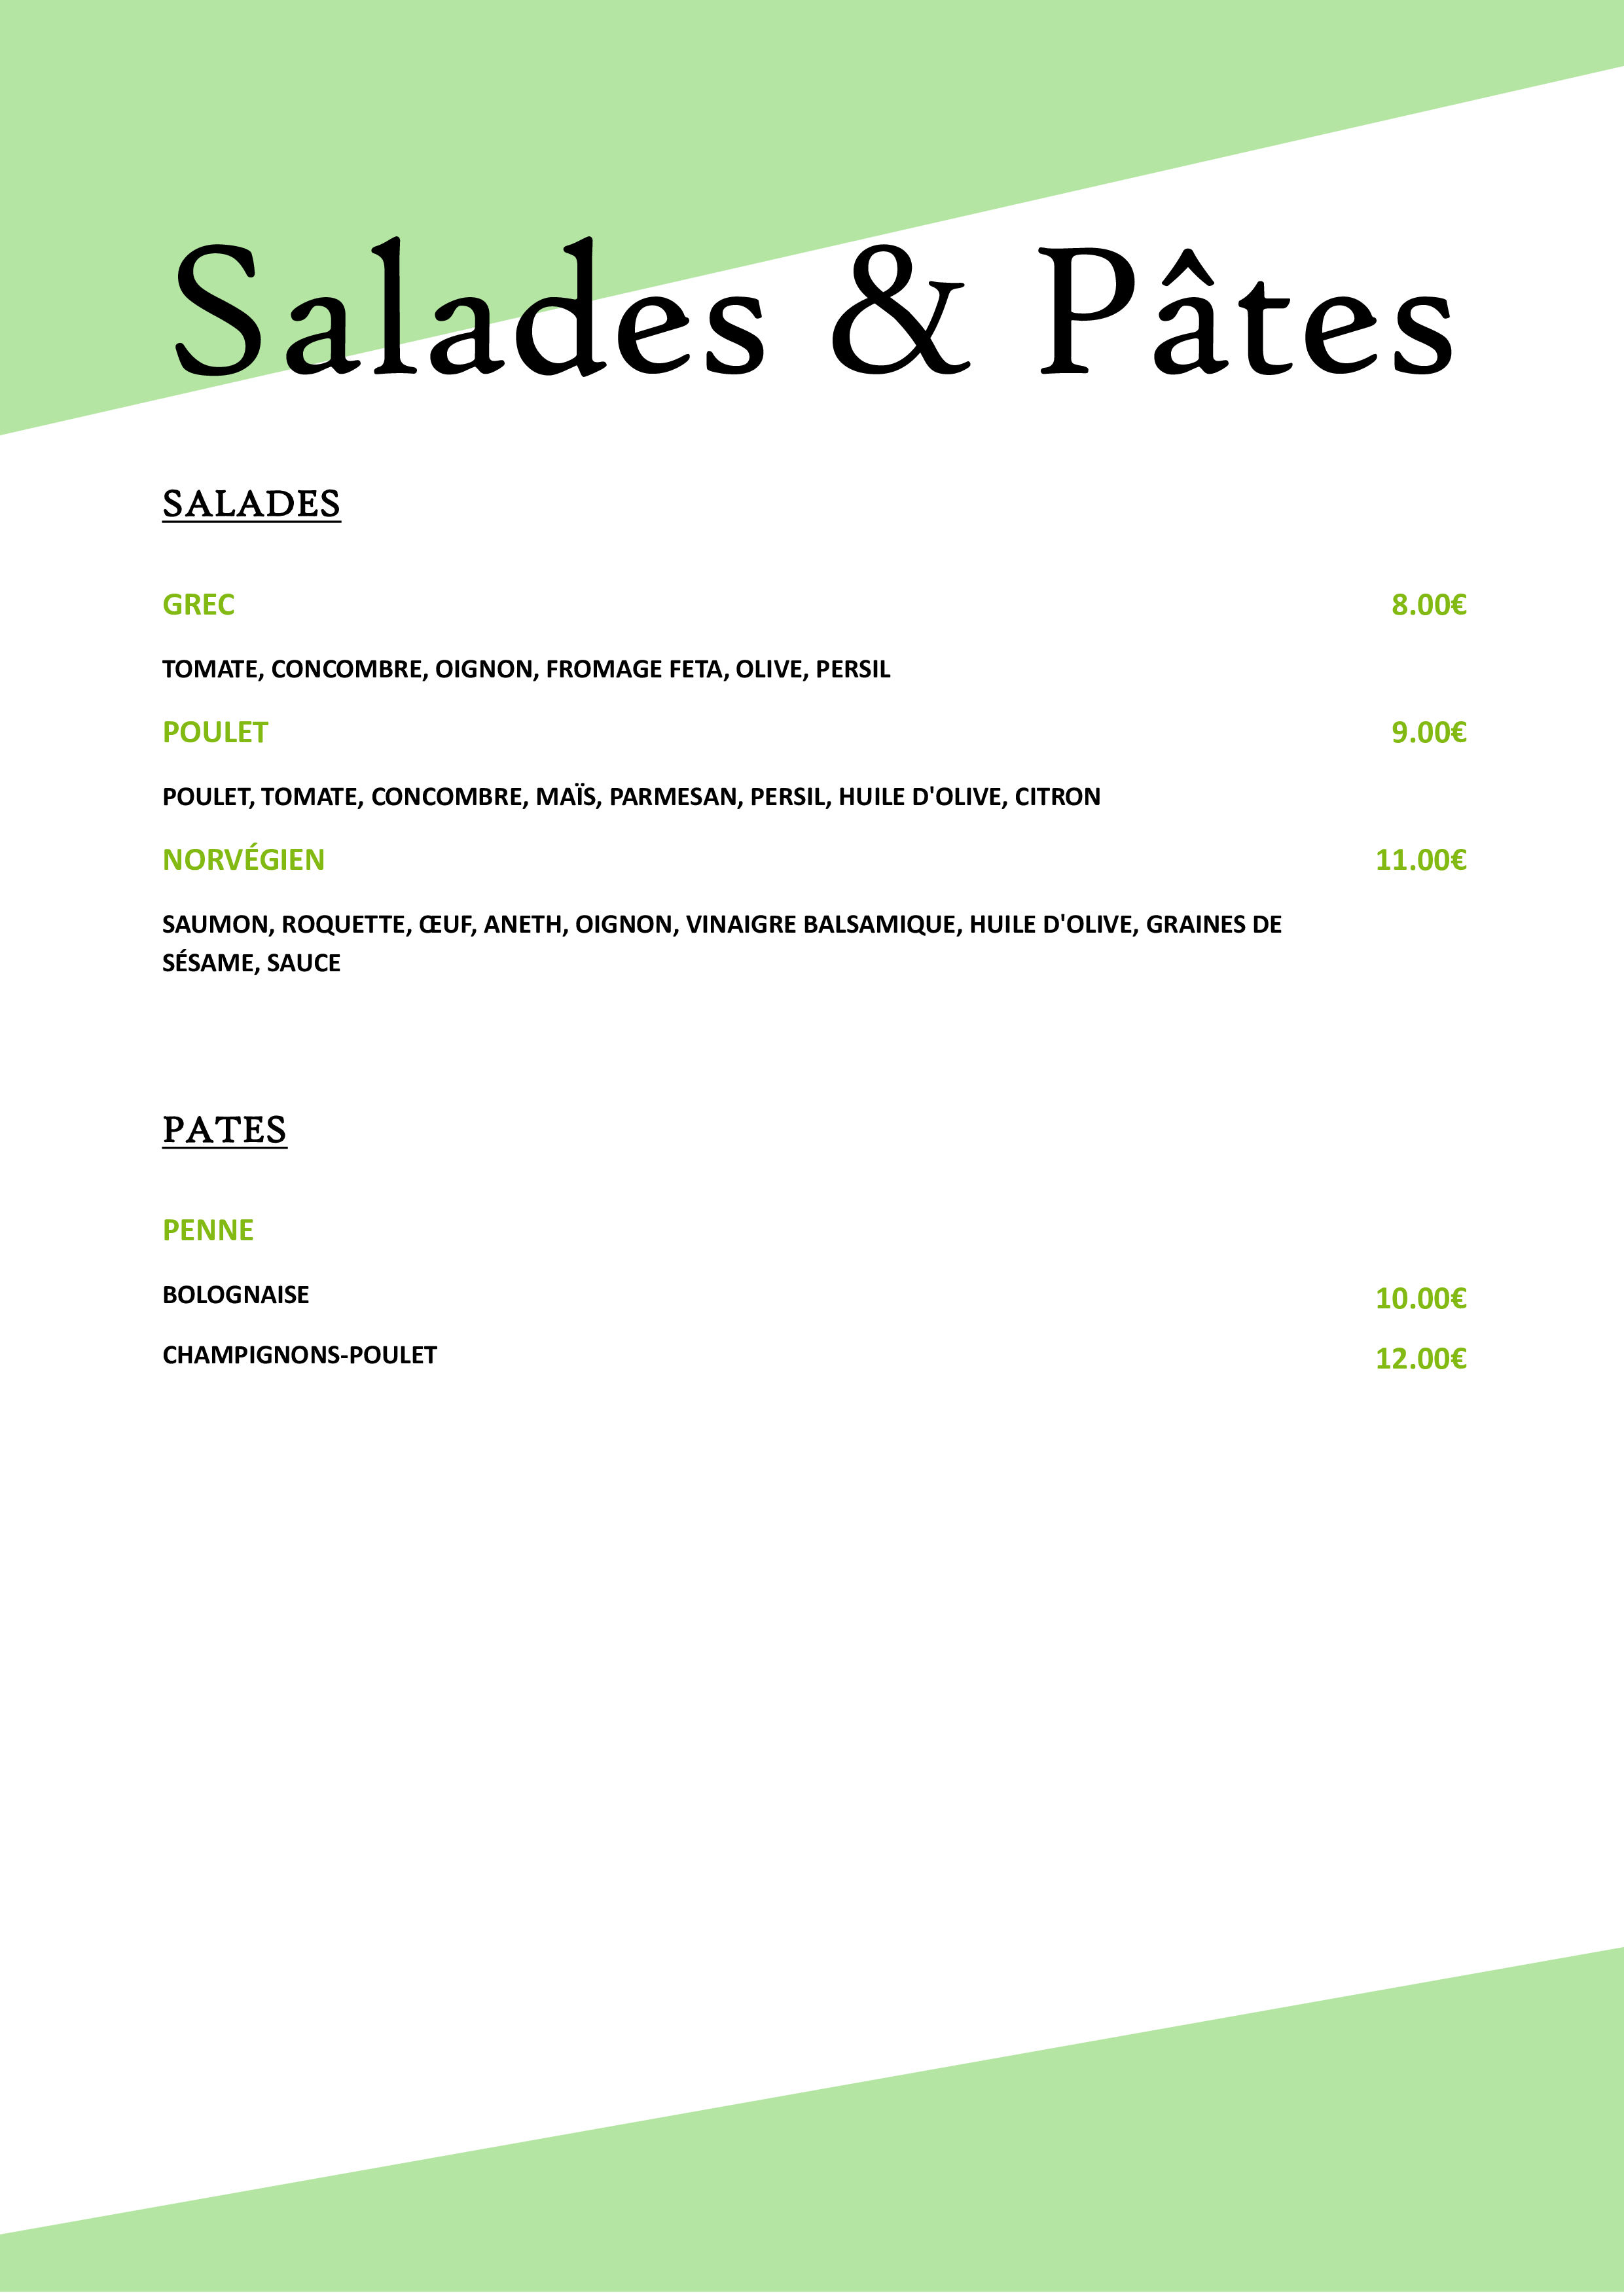 Salades & Pâtes
SALADES
GREC 8.00€
TOMATE, CONCOMBRE, OIGNON, FROMAGE FETA, OLIVE, PERSIL
POULET 9.00€
POULET, TOMATE, CONCOMBRE, MAÏS, PARMESAN, PERSIL, HUILE D'OLIVE, CITRON
NORVÉGIEN 11.00€
SAUMON, ROQUETTE, ŒUF, ANETH, OIGNON, VINAIGRE BALSAMIQUE, HUILE D'OLIVE, GRAINES DE
SÉSAME, SAUCE
PATES
PENNE
BOLOGNAISE 10.00€
CHAMPIGNONS-POULET 12.00€